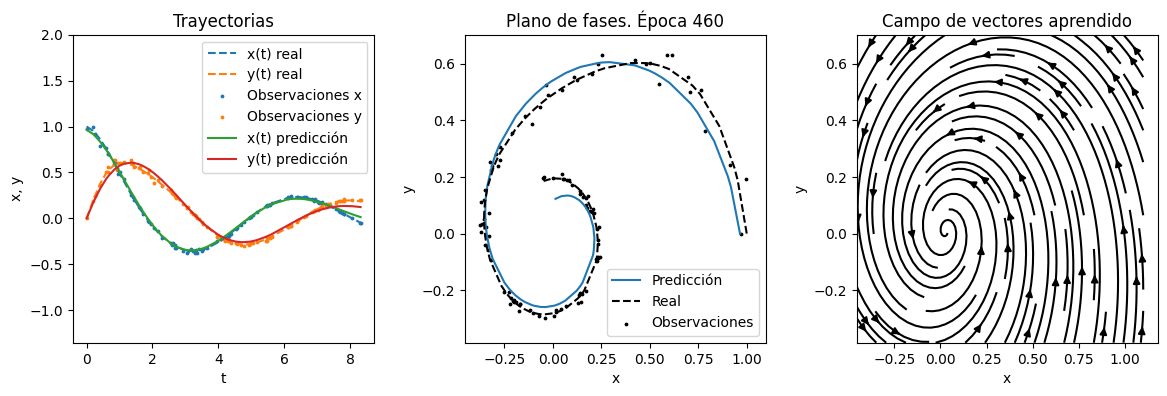 Trayectorias
2.0
1.5
1.0
0.5
0.0
−0.5
−1.0
x, y
0
2
4
6
8
t
x(t) real
y(t) real
Observaciones x
Observaciones y
x(t) predicción
y(t) predicción
Plano de fases. Época 460
0.6
0.4
0.2
0.0
−0.2
y
−0.25
0.00
0.25
0.50
0.75
1.00
x
Predicción
Real
Observaciones
Campo de vectores aprendido
0.6
0.4
0.2
0.0
−0.2
y
−0.25
0.00
0.25
0.50
0.75
1.00
x